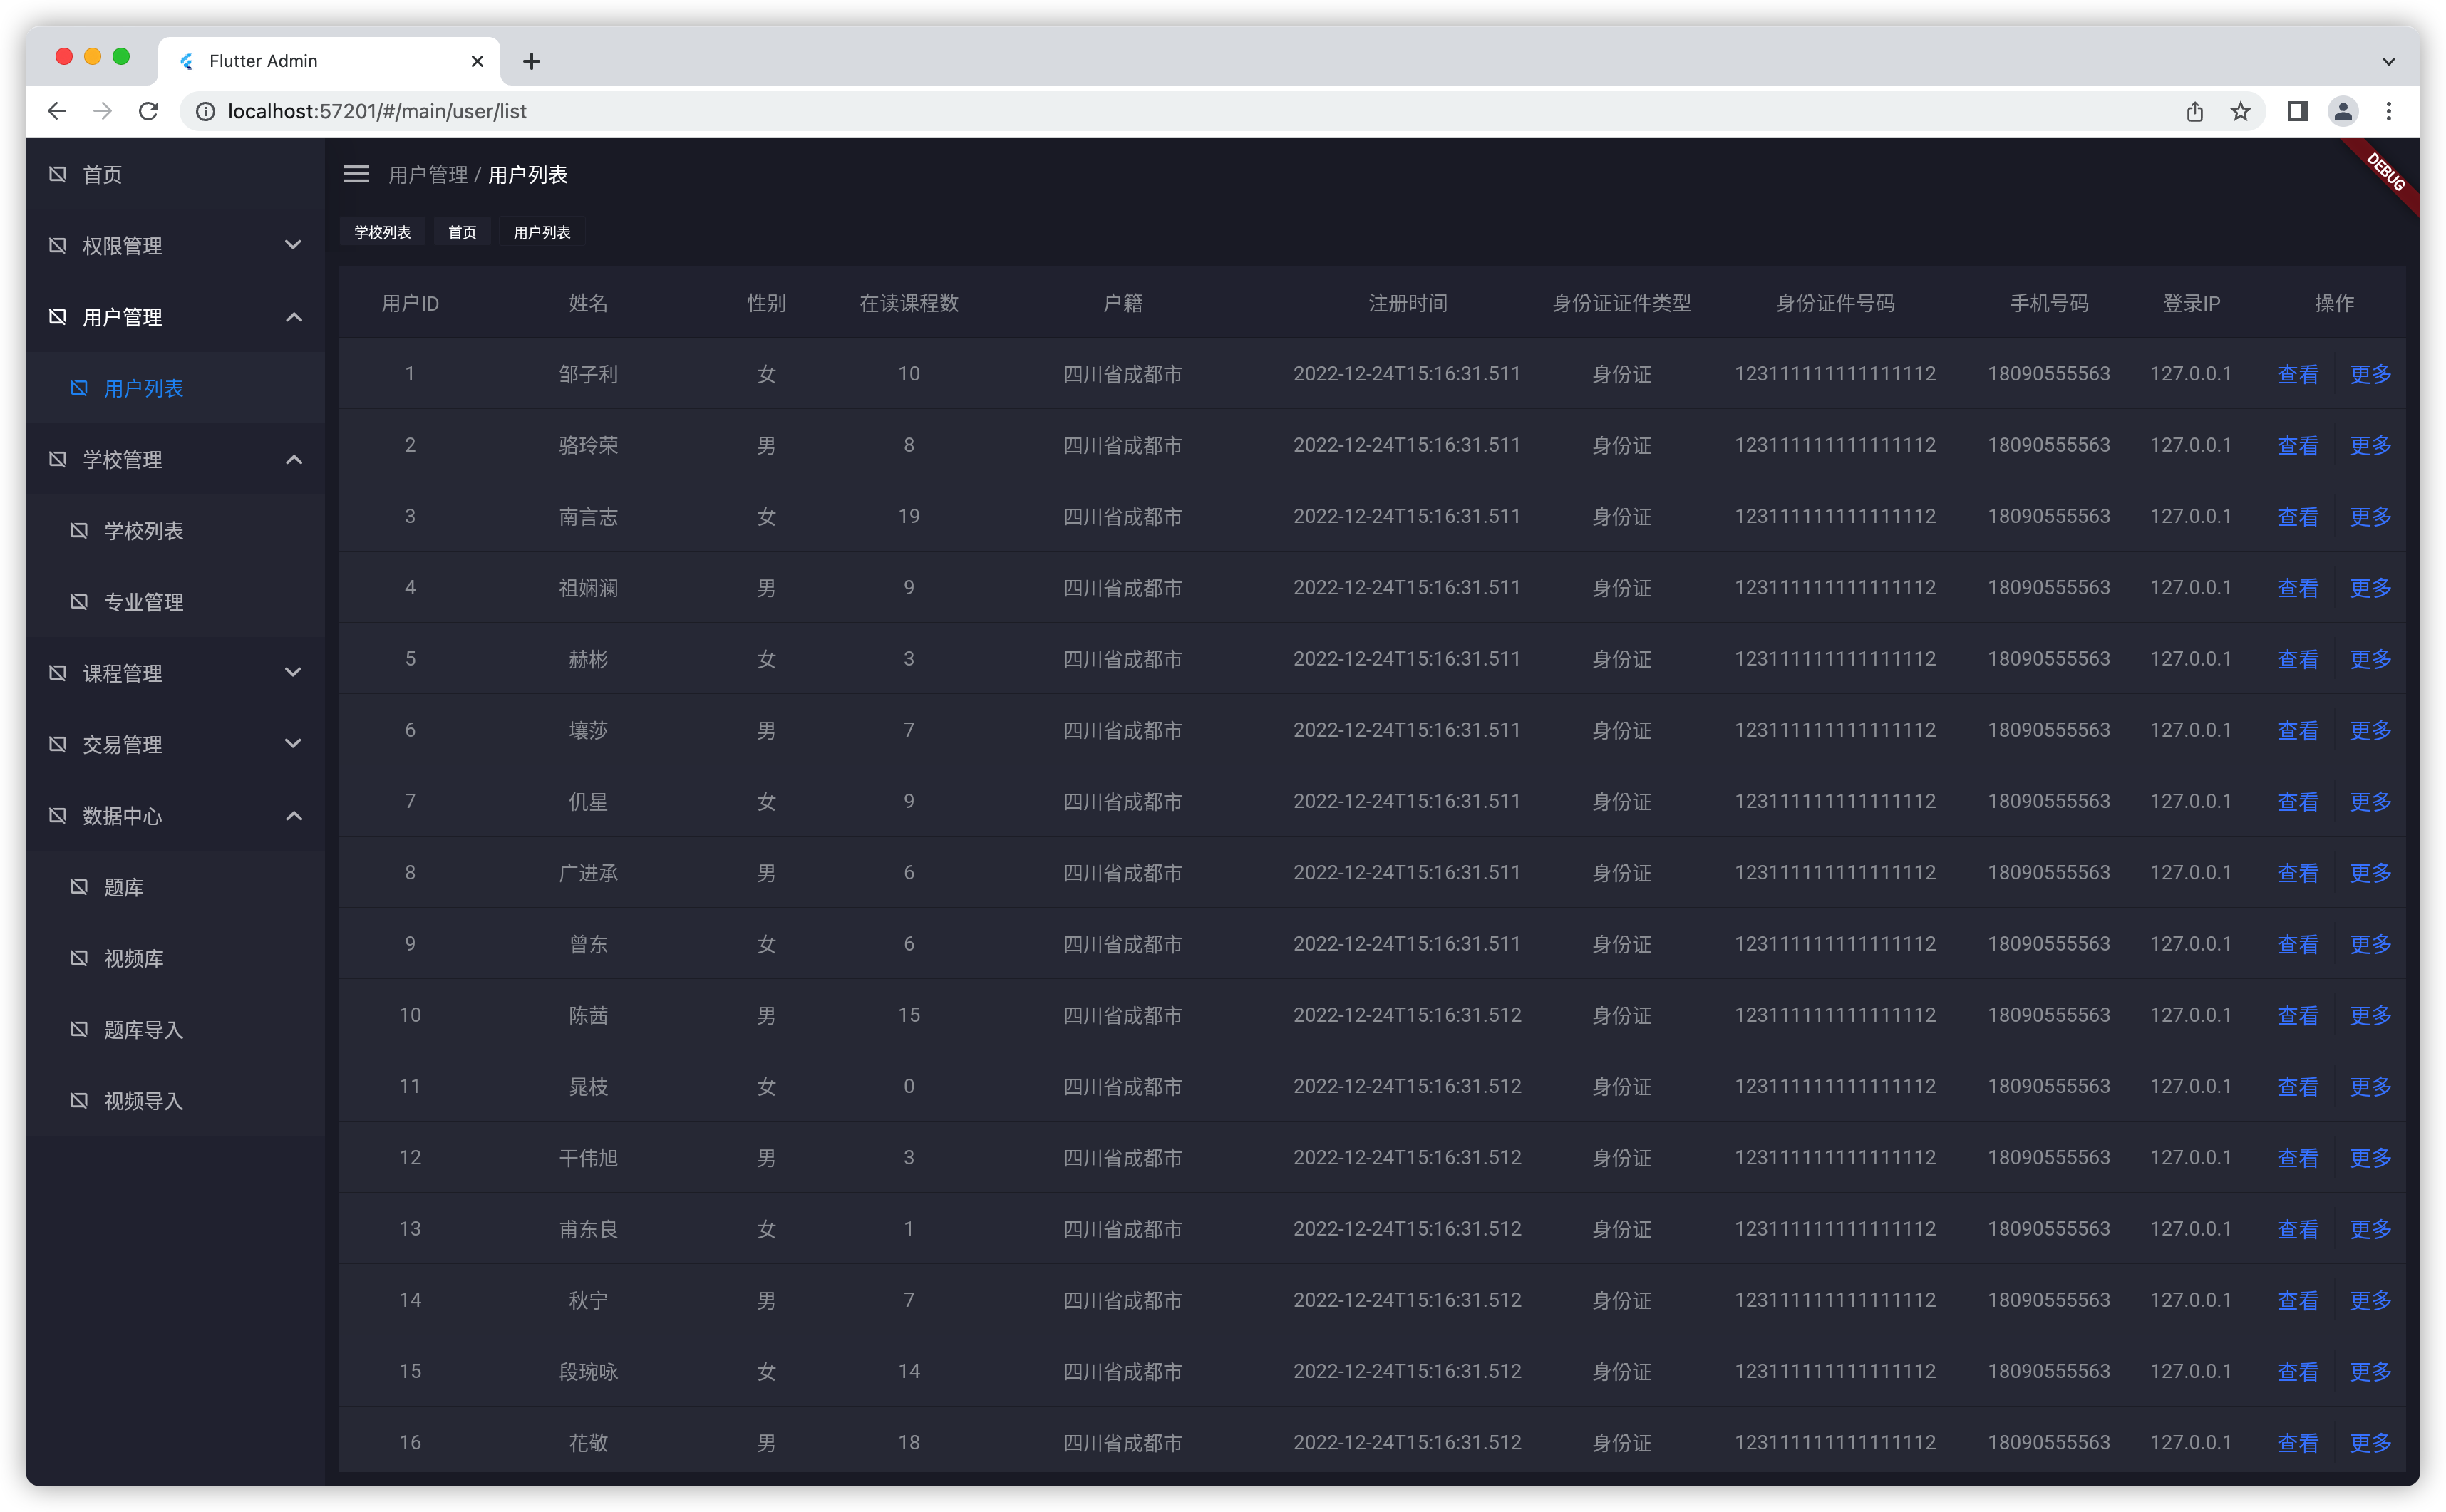 Flutter Admin
localhost:57201/#/main/user/list
DEBUG
首页
权限管理
用户管理
用户列表
学校管理
学校列表
专业管理
课程管理
交易管理
数据中心
题库
视频库
题库导入
视频导入
用户管理 / 用户列表
学校列表 首页 用户列表
用户ID 姓名 性别 在读课程数 户籍 注册时间 身份证证件类型 身份证件号码 手机号码 登录IP 操作
1 邹子利 女 10 四川省成都市 2022-12-24T15:16:31.511 身份证 123111111111111112 18090555563 127.0.0.1 查看 更多
2 骆玲荣 男 8 四川省成都市 2022-12-24T15:16:31.511 身份证 123111111111111112 18090555563 127.0.0.1 查看 更多
3 南言志 女 19 四川省成都市 2022-12-24T15:16:31.511 身份证 123111111111111112 18090555563 127.0.0.1 查看 更多
4 祖娴澜 男 9 四川省成都市 2022-12-24T15:16:31.511 身份证 123111111111111112 18090555563 127.0.0.1 查看 更多
5 赫彬 女 3 四川省成都市 2022-12-24T15:16:31.511 身份证 123111111111111112 18090555563 127.0.0.1 查看 更多
6 壤莎 男 7 四川省成都市 2022-12-24T15:16:31.511 身份证 123111111111111112 18090555563 127.0.0.1 查看 更多
7 仉星 女 9 四川省成都市 2022-12-24T15:16:31.511 身份证 123111111111111112 18090555563 127.0.0.1 查看 更多
8 广进承 男 6 四川省成都市 2022-12-24T15:16:31.511 身份证 123111111111111112 18090555563 127.0.0.1 查看 更多
9 曾东 女 6 四川省成都市 2022-12-24T15:16:31.511 身份证 123111111111111112 18090555563 127.0.0.1 查看 更多
10 陈茜 男 15 四川省成都市 2022-12-24T15:16:31.512 身份证 123111111111111112 18090555563 127.0.0.1 查看 更多
11 晁枝 女 0 四川省成都市 2022-12-24T15:16:31.512 身份证 123111111111111112 18090555563 127.0.0.1 查看 更多
12 干伟旭 男 3 四川省成都市 2022-12-24T15:16:31.512 身份证 123111111111111112 18090555563 127.0.0.1 查看 更多
13 甫东良 女 1 四川省成都市 2022-12-24T15:16:31.512 身份证 123111111111111112 18090555563 127.0.0.1 查看 更多
14 秋宁 男 7 四川省成都市 2022-12-24T15:16:31.512 身份证 123111111111111112 18090555563 127.0.0.1 查看 更多
15 段琬咏 女 14 四川省成都市 2022-12-24T15:16:31.512 身份证 123111111111111112 18090555563 127.0.0.1 查看 更多
16 花敬 男 18 四川省成都市 2022-12-24T15:16:31.512 身份证 123111111111111112 18090555563 127.0.0.1 查看 更多